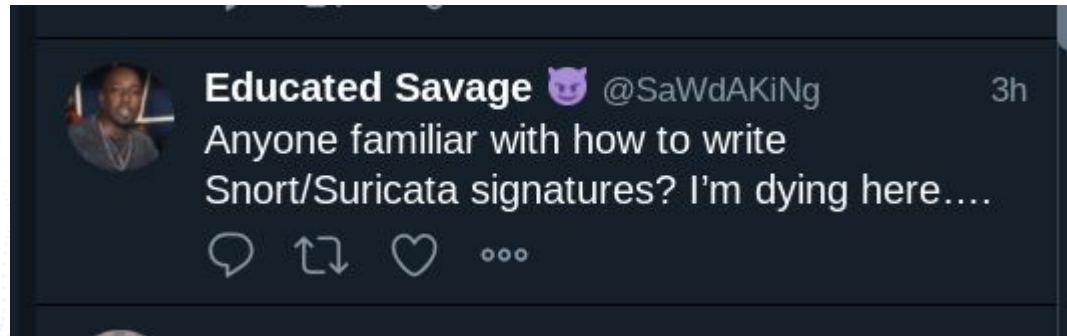 Educated Savage 😈 @SaWdAKiNg 3h
Anyone familiar with how to write
Snort/Suricata signatures? I’m dying here....